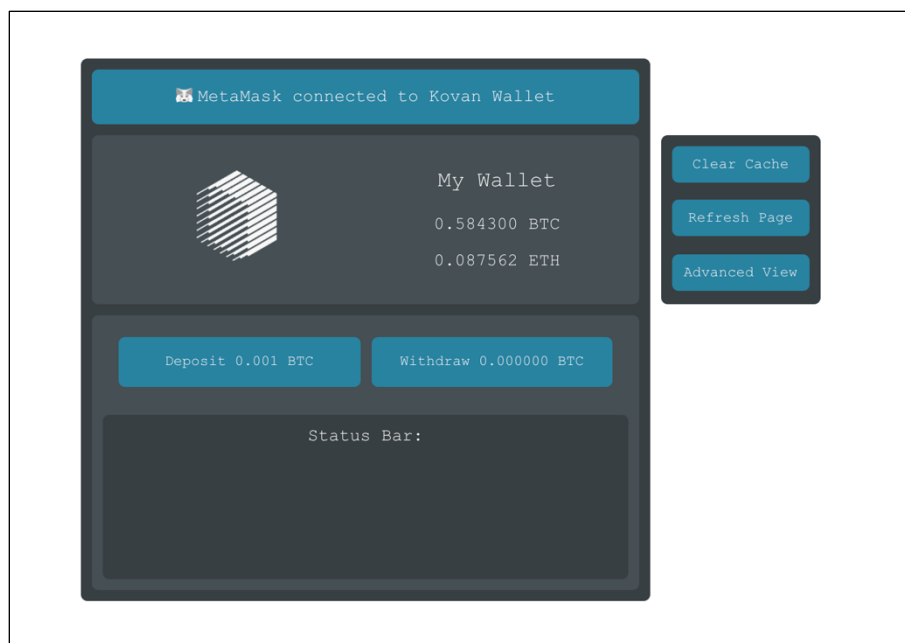 MetaMask connected to Kovan Wallet
My Wallet
0.584300 BTC
0.087562 ETH
Clear Cache
Refresh Page
Advanced View
Deposit 0.001 BTC
Withdraw 0.000000 BTC
Status Bar: